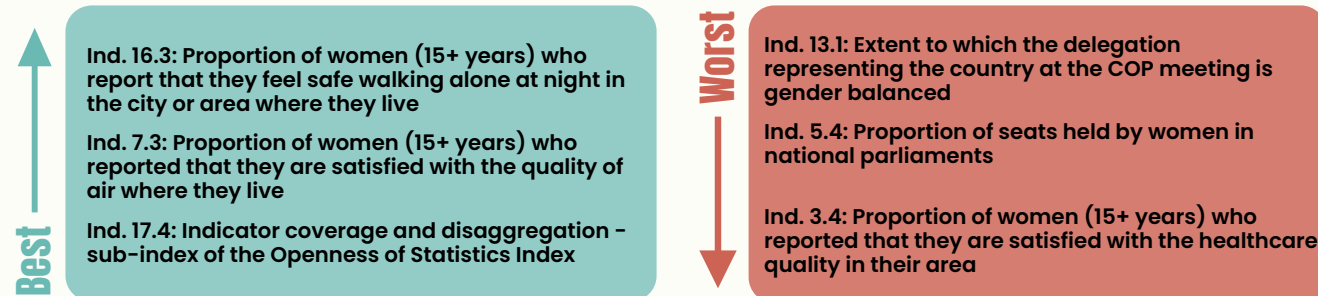 Best
Ind. 16.3: Proportion of women (15+ years) who
report that they feel safe walking alone at night in
the city or area where they live
Ind. 7.3: Proportion of women (15+ years) who
reported that they are satisfied with the quality of
air where they live
Ind. 17.4: Indicator coverage and disaggregation -
sub-index of the Openness of Statistics Index
Worst
Ind. 13.1: Extent to which the delegation
representing the country at the COP meeting is
gender balanced
Ind. 5.4: Proportion of seats held by women in
national parliaments
Ind. 3.4: Proportion of women (15+ years) who
reported that they are satisfied with the healthcare
quality in their area